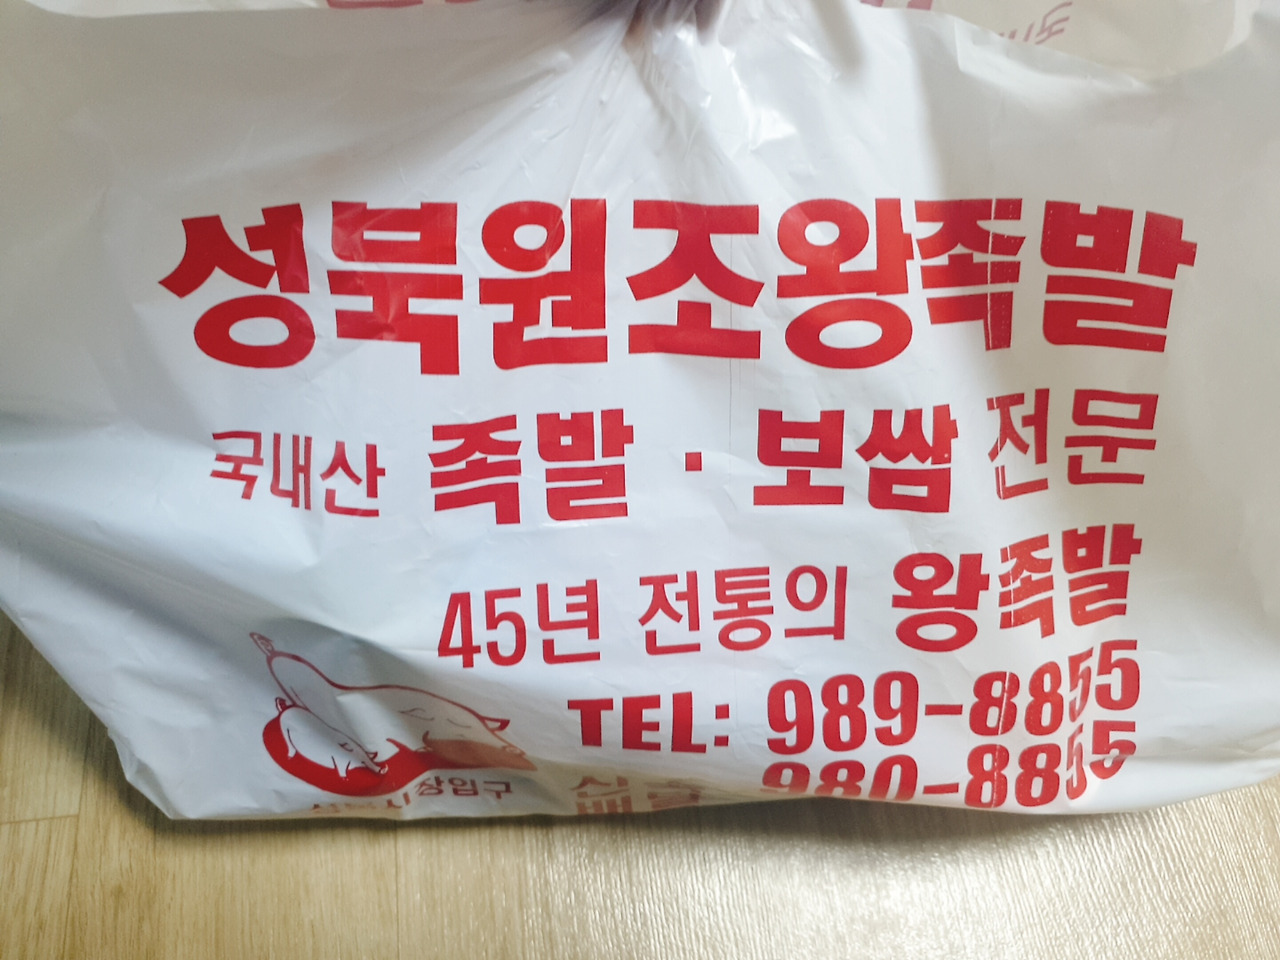 성북원조왕족발
국내산 족발 · 보쌈 전문
45년 전통의 왕족발
TEL: 989-8855
980-8855